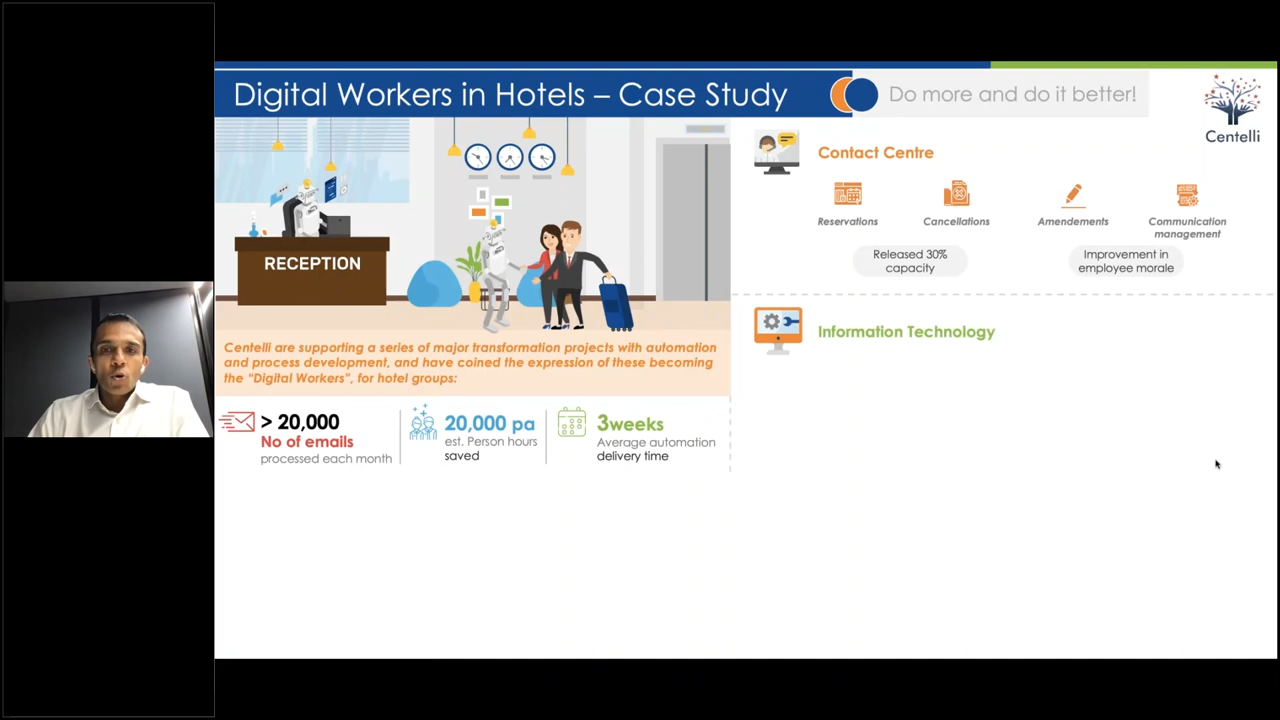 Digital Workers in Hotels – Case Study
Do more and do it better!
Centelli
RECEPTION
Centelli are supporting a series of major transformation projects with automation
and process development, and have coined the expression of these becoming
the "Digital Workers", for hotel groups:
> 20,000
No of emails
processed each month
20,000 pa
est. Person hours
saved
3weeks
Average automation
delivery time
Contact Centre
Reservations
Cancellations
Amendements
Communication
management
Released 30%
capacity
Improvement in
employee morale
Information Technology